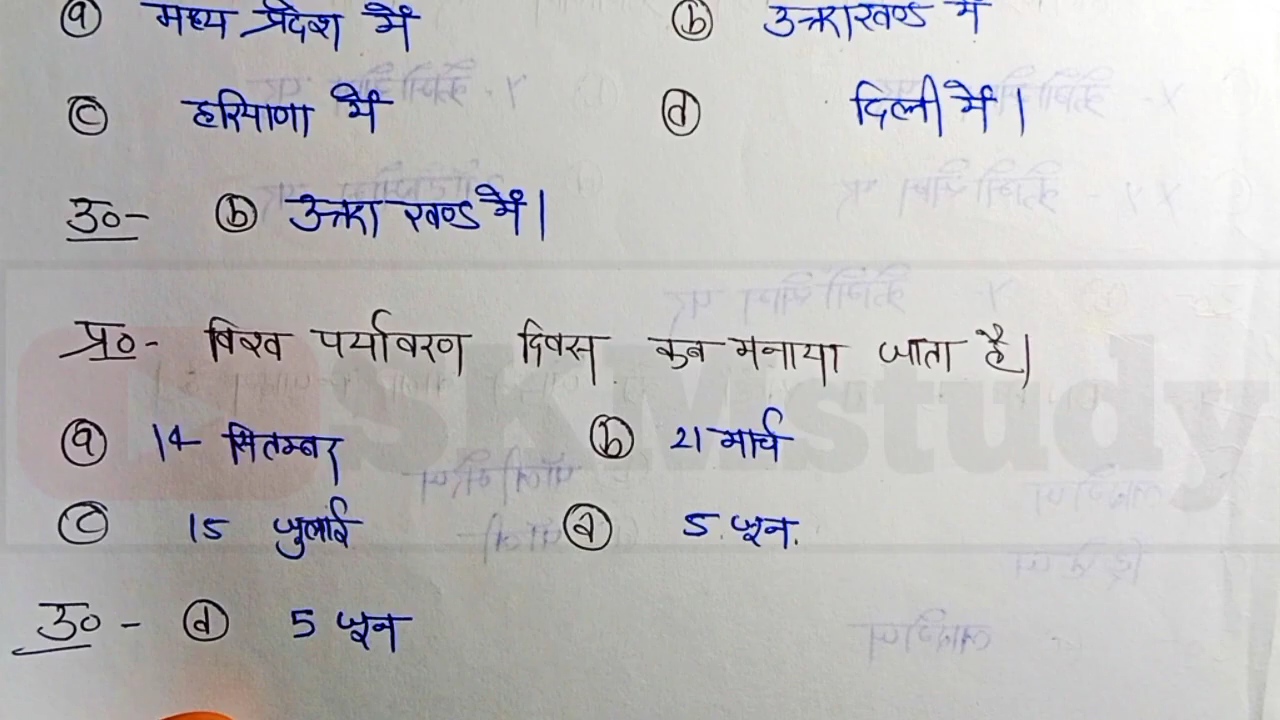 (a) मध्य प्रदेश में (b) उत्तराखण्ड में
(c) हरियाणा में (d) दिल्ली में।
उ०- (b) उत्तरा खण्ड में।
प्र०- विश्व पर्यावरण दिवस कब मनाया जाता है।
(a) 14 सितम्बर (b) 21 मार्च
(c) 15 जुलाई (d) 5 जून.
उ० - (d) 5 जून
SKMstudy